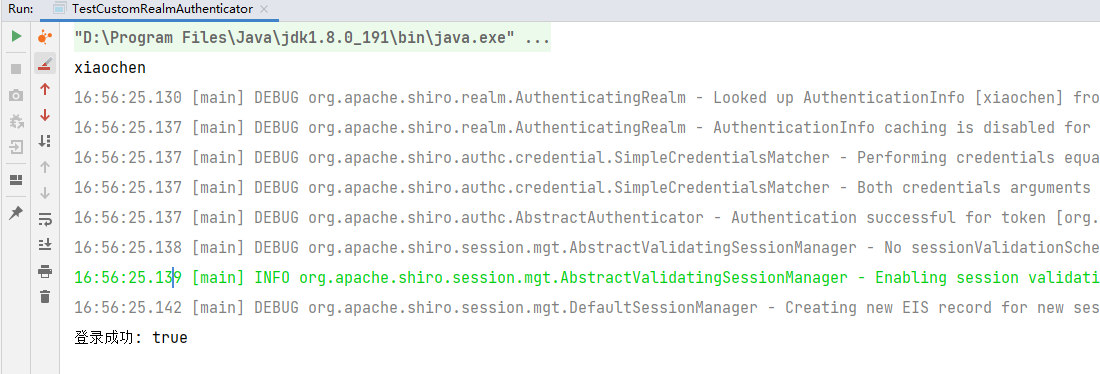 Run: TestCustomRealmAuthenticator
"D:\Program Files\Java\jdk1.8.0_191\bin\java.exe" ...
xiaochen
16:56:25.130 [main] DEBUG org.apache.shiro.realm.AuthenticatingRealm - Looked up AuthenticationInfo [xiaochen] fro
16:56:25.137 [main] DEBUG org.apache.shiro.realm.AuthenticatingRealm - AuthenticationInfo caching is disabled for
16:56:25.137 [main] DEBUG org.apache.shiro.authc.credential.SimpleCredentialsMatcher - Performing credentials equa
16:56:25.137 [main] DEBUG org.apache.shiro.authc.credential.SimpleCredentialsMatcher - Both credentials arguments
16:56:25.137 [main] DEBUG org.apache.shiro.authc.AbstractAuthenticator - Authentication successful for token [org.
16:56:25.138 [main] DEBUG org.apache.shiro.session.mgt.AbstractValidatingSessionManager - No sessionValidationSche
16:56:25.139 [main] INFO org.apache.shiro.session.mgt.AbstractValidatingSessionManager - Enabling session validati
16:56:25.142 [main] DEBUG org.apache.shiro.session.mgt.DefaultSessionManager - Creating new EIS record for new ses
登录成功: true